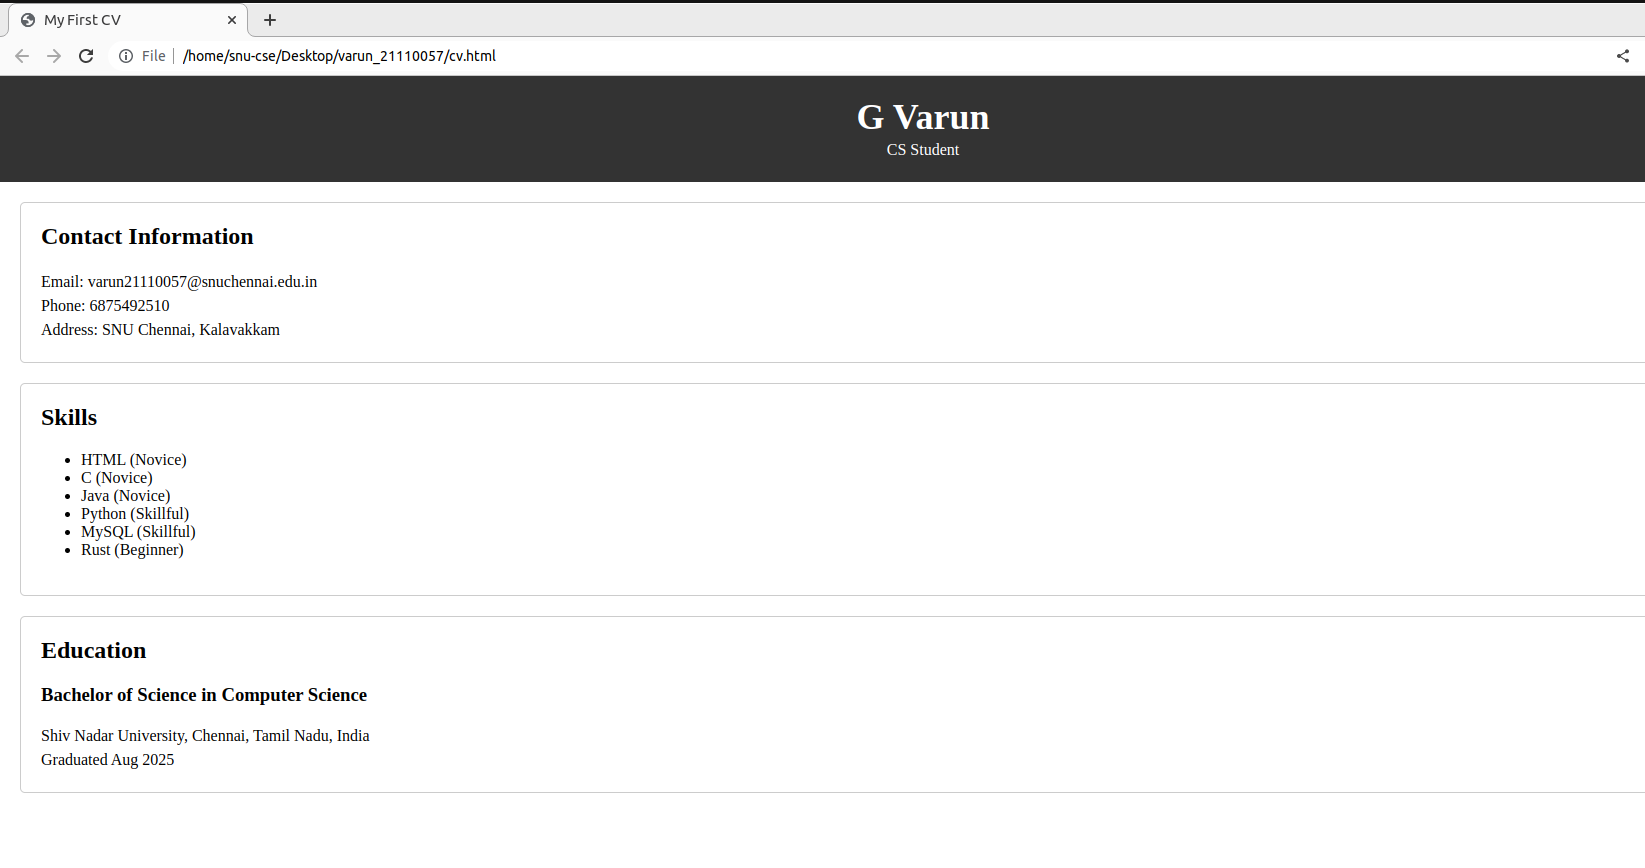 My First CV
File
/home/snu-cse/Desktop/varun_21110057/cv.html
G Varun
CS Student
Contact Information
Email: varun21110057@snuchennai.edu.in
Phone: 6875492510
Address: SNU Chennai, Kalavakkam
Skills
HTML (Novice)
C (Novice)
Java (Novice)
Python (Skillful)
MySQL (Skillful)
Rust (Beginner)
Education
Bachelor of Science in Computer Science
Shiv Nadar University, Chennai, Tamil Nadu, India
Graduated Aug 2025